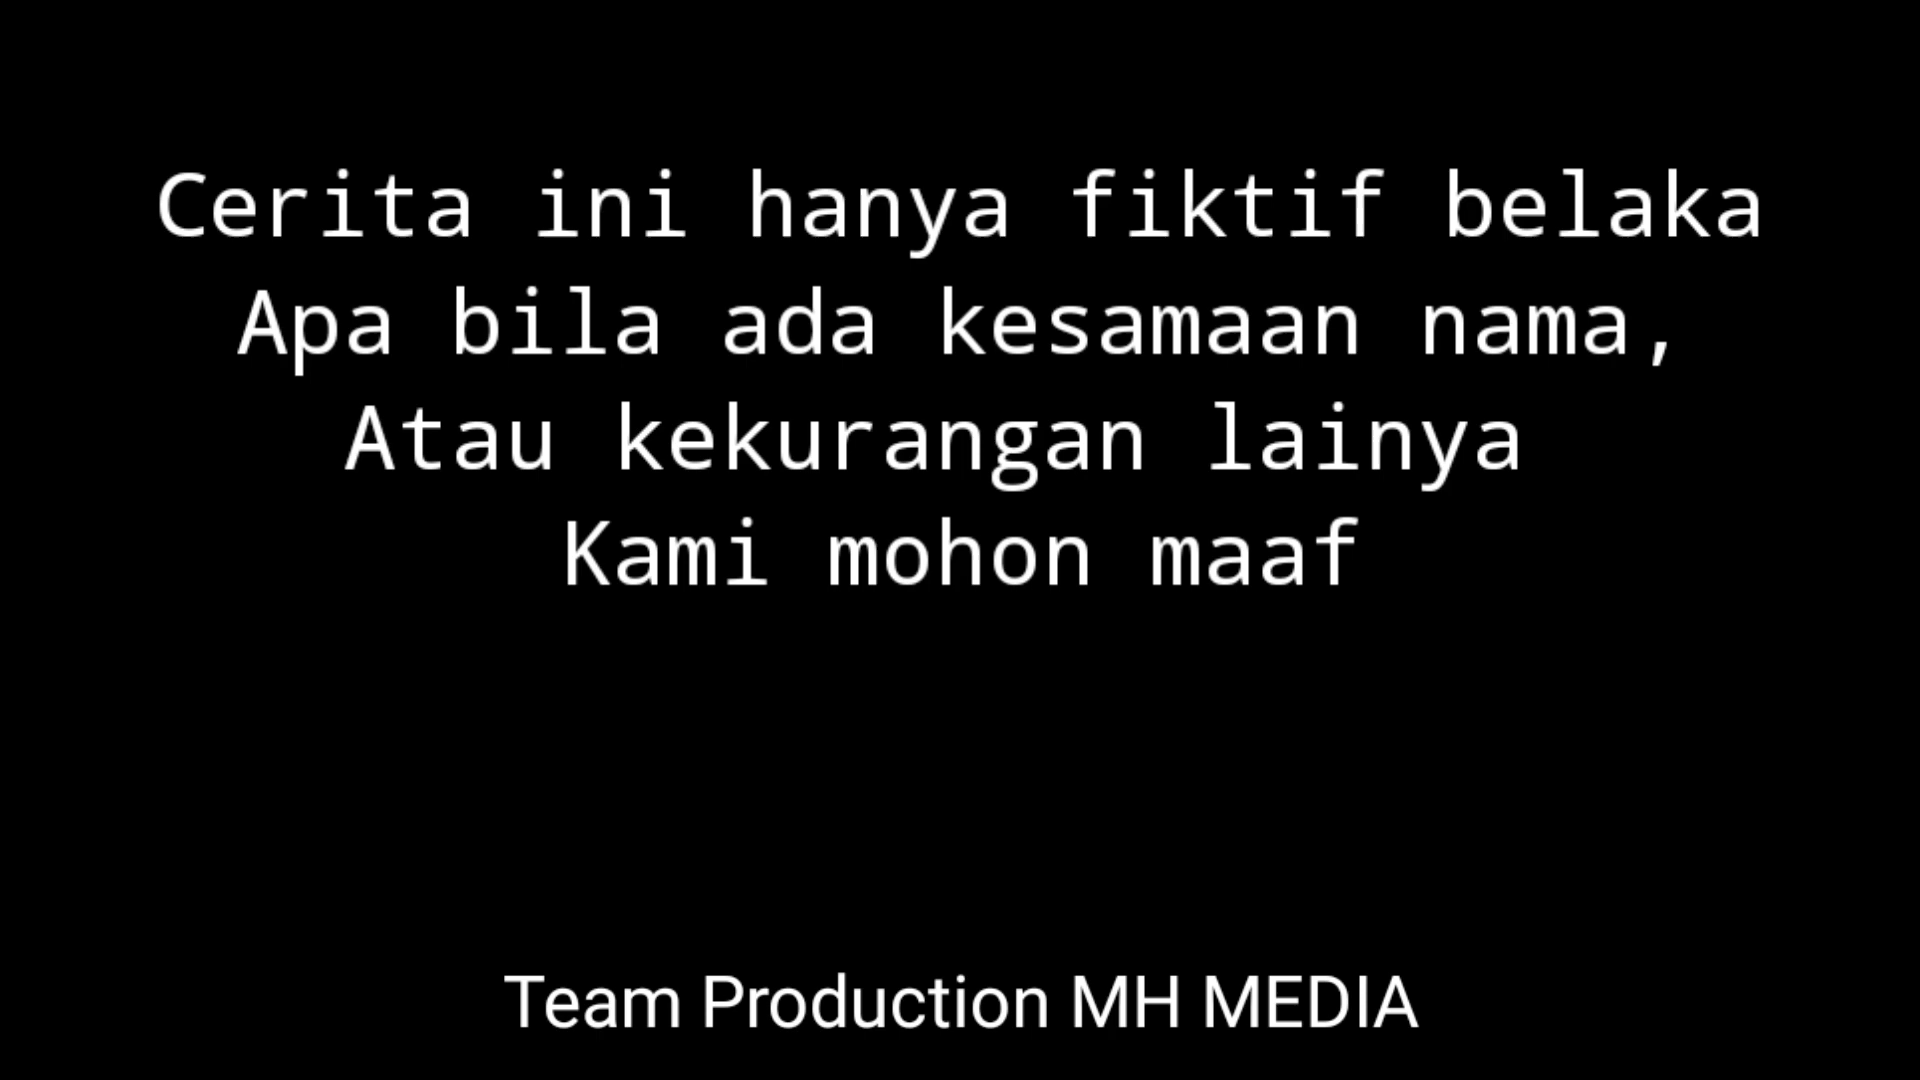 Cerita ini hanya fiktif belaka
Apa bila ada kesamaan nama,
Atau kekurangan lainya
Kami mohon maaf
Team Production MH MEDIA